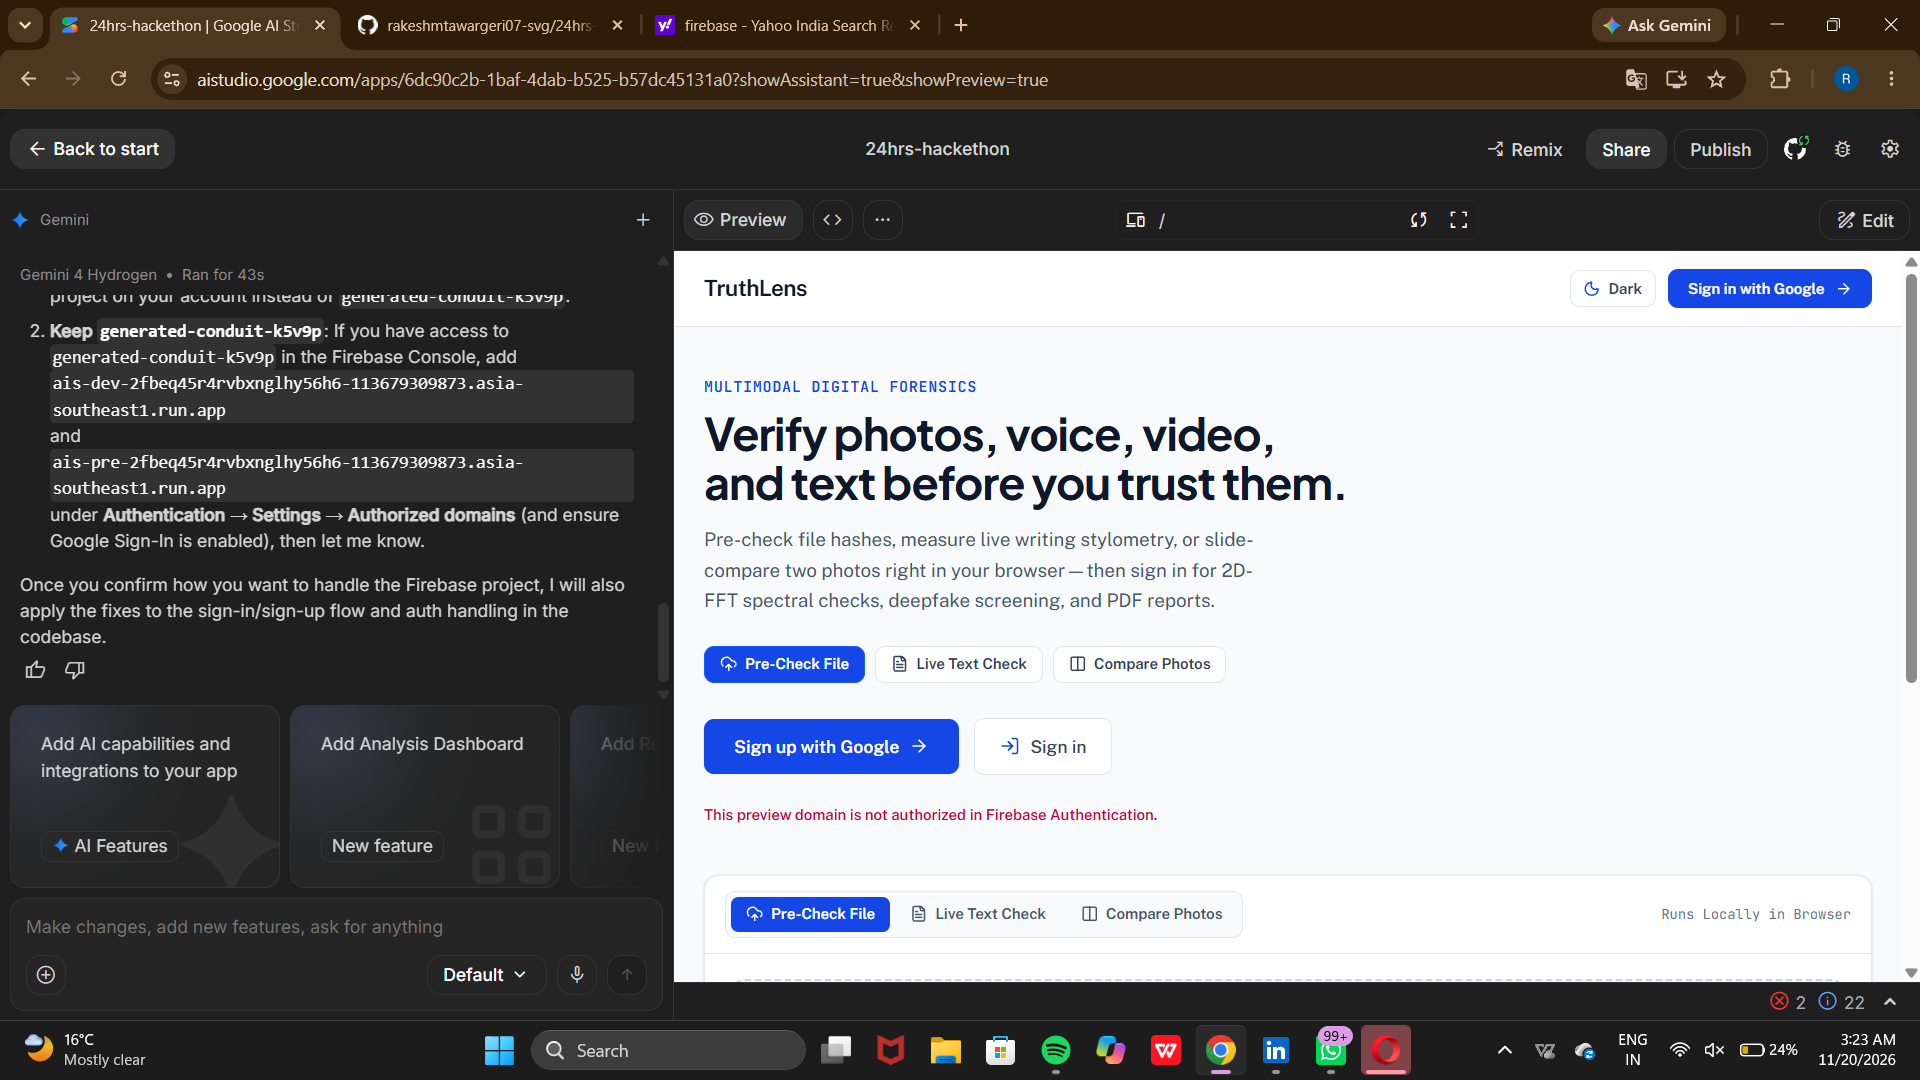 24hrs-hackethon | Google AI St
rakeshmtawargeri07-svg/24hrs-
firebase - Yahoo India Search Re
Ask Gemini
aistudio.google.com/apps/6dc90c2b-1baf-4dab-b525-b57dc45131a0?showAssistant=true&showPreview=true
R
Back to start
24hrs-hackethon
Remix
Share
Publish
Gemini
Preview
/
Edit
Gemini 4 Hydrogen • Ran for 43s
project on your account instead of generated-conduit-k5v9p.
2. Keep generated-conduit-k5v9p: If you have access to
generated-conduit-k5v9p in the Firebase Console, add
ais-dev-2fbeq45r4rvbxnglhy56h6-113679309873.asia-
southeast1.run.app
and
ais-pre-2fbeq45r4rvbxnglhy56h6-113679309873.asia-
southeast1.run.app
under Authentication → Settings → Authorized domains (and ensure
Google Sign-In is enabled), then let me know.
Once you confirm how you want to handle the Firebase project, I will also
apply the fixes to the sign-in/sign-up flow and auth handling in the
codebase.
Add AI capabilities and
integrations to your app
AI Features
Add Analysis Dashboard
New feature
Add Re
New f
Make changes, add new features, ask for anything
Default
TruthLens
Dark
Sign in with Google
MULTIMODAL DIGITAL FORENSICS
Verify photos, voice, video,
and text before you trust them.
Pre-check file hashes, measure live writing stylometry, or slide-
compare two photos right in your browser — then sign in for 2D-
FFT spectral checks, deepfake screening, and PDF reports.
Pre-Check File
Live Text Check
Compare Photos
Sign up with Google
Sign in
This preview domain is not authorized in Firebase Authentication.
Pre-Check File
Live Text Check
Compare Photos
Runs Locally in Browser
2
22
16°C
Mostly clear
Search
99+
ENG
IN
24%
3:23 AM
11/20/2026